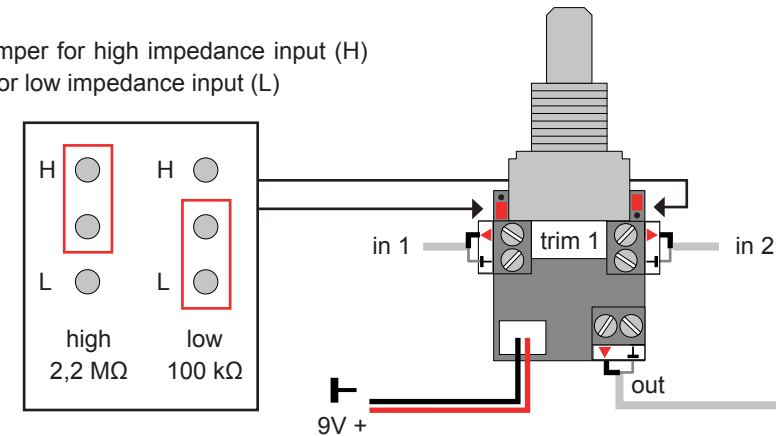 mper for high impedance input (H)
or low impedance input (L)
H H
L L
high low
2,2 MΩ 100 kΩ
in 1 trim 1 in 2
out
9V +